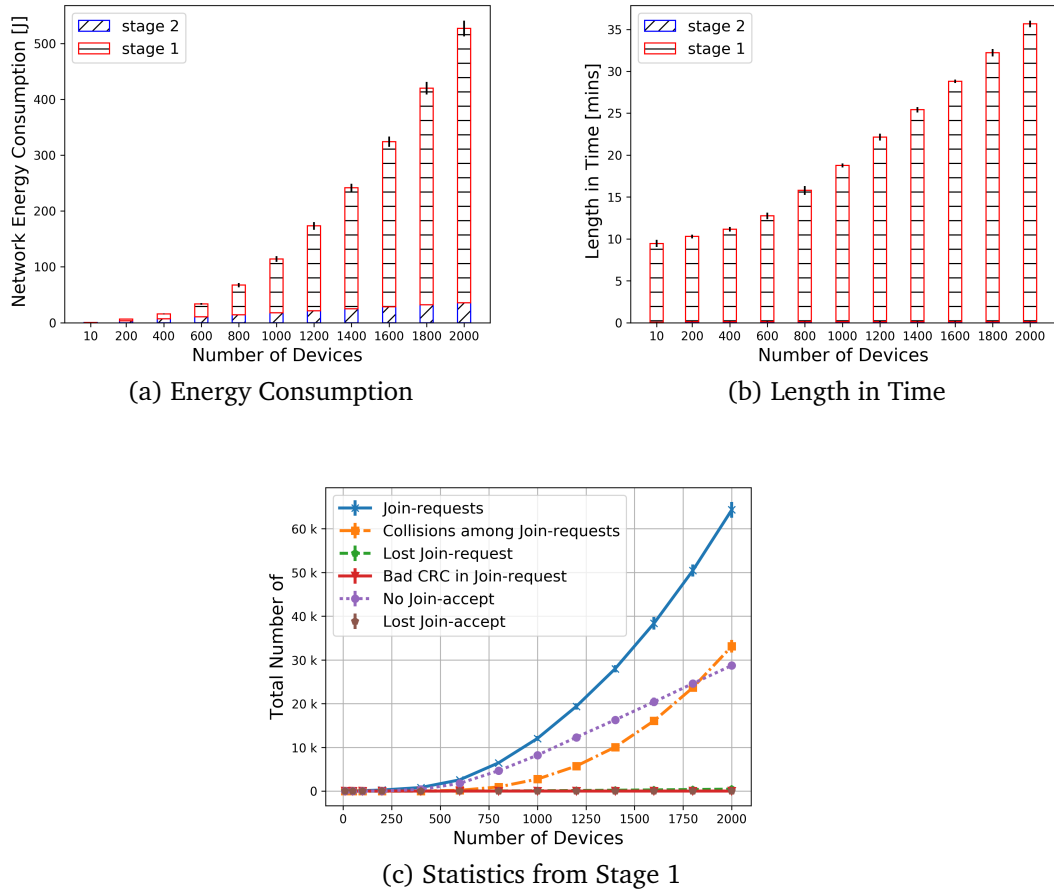 Network Energy Consumption [J]
500
400
300
200
100
0
stage 2
stage 1
10 200 400 600 800 1000 1200 1400 1600 1800 2000
Number of Devices
(a) Energy Consumption
Length in Time [mins]
35
30
25
20
15
10
5
0
stage 2
stage 1
10 200 400 600 800 1000 1200 1400 1600 1800 2000
Number of Devices
(b) Length in Time
Total Number of
60 k
50 k
40 k
30 k
20 k
10 k
0
Join-requests
Collisions among Join-requests
Lost Join-request
Bad CRC in Join-request
No Join-accept
Lost Join-accept
0 250 500 750 1000 1250 1500 1750 2000
Number of Devices
(c) Statistics from Stage 1